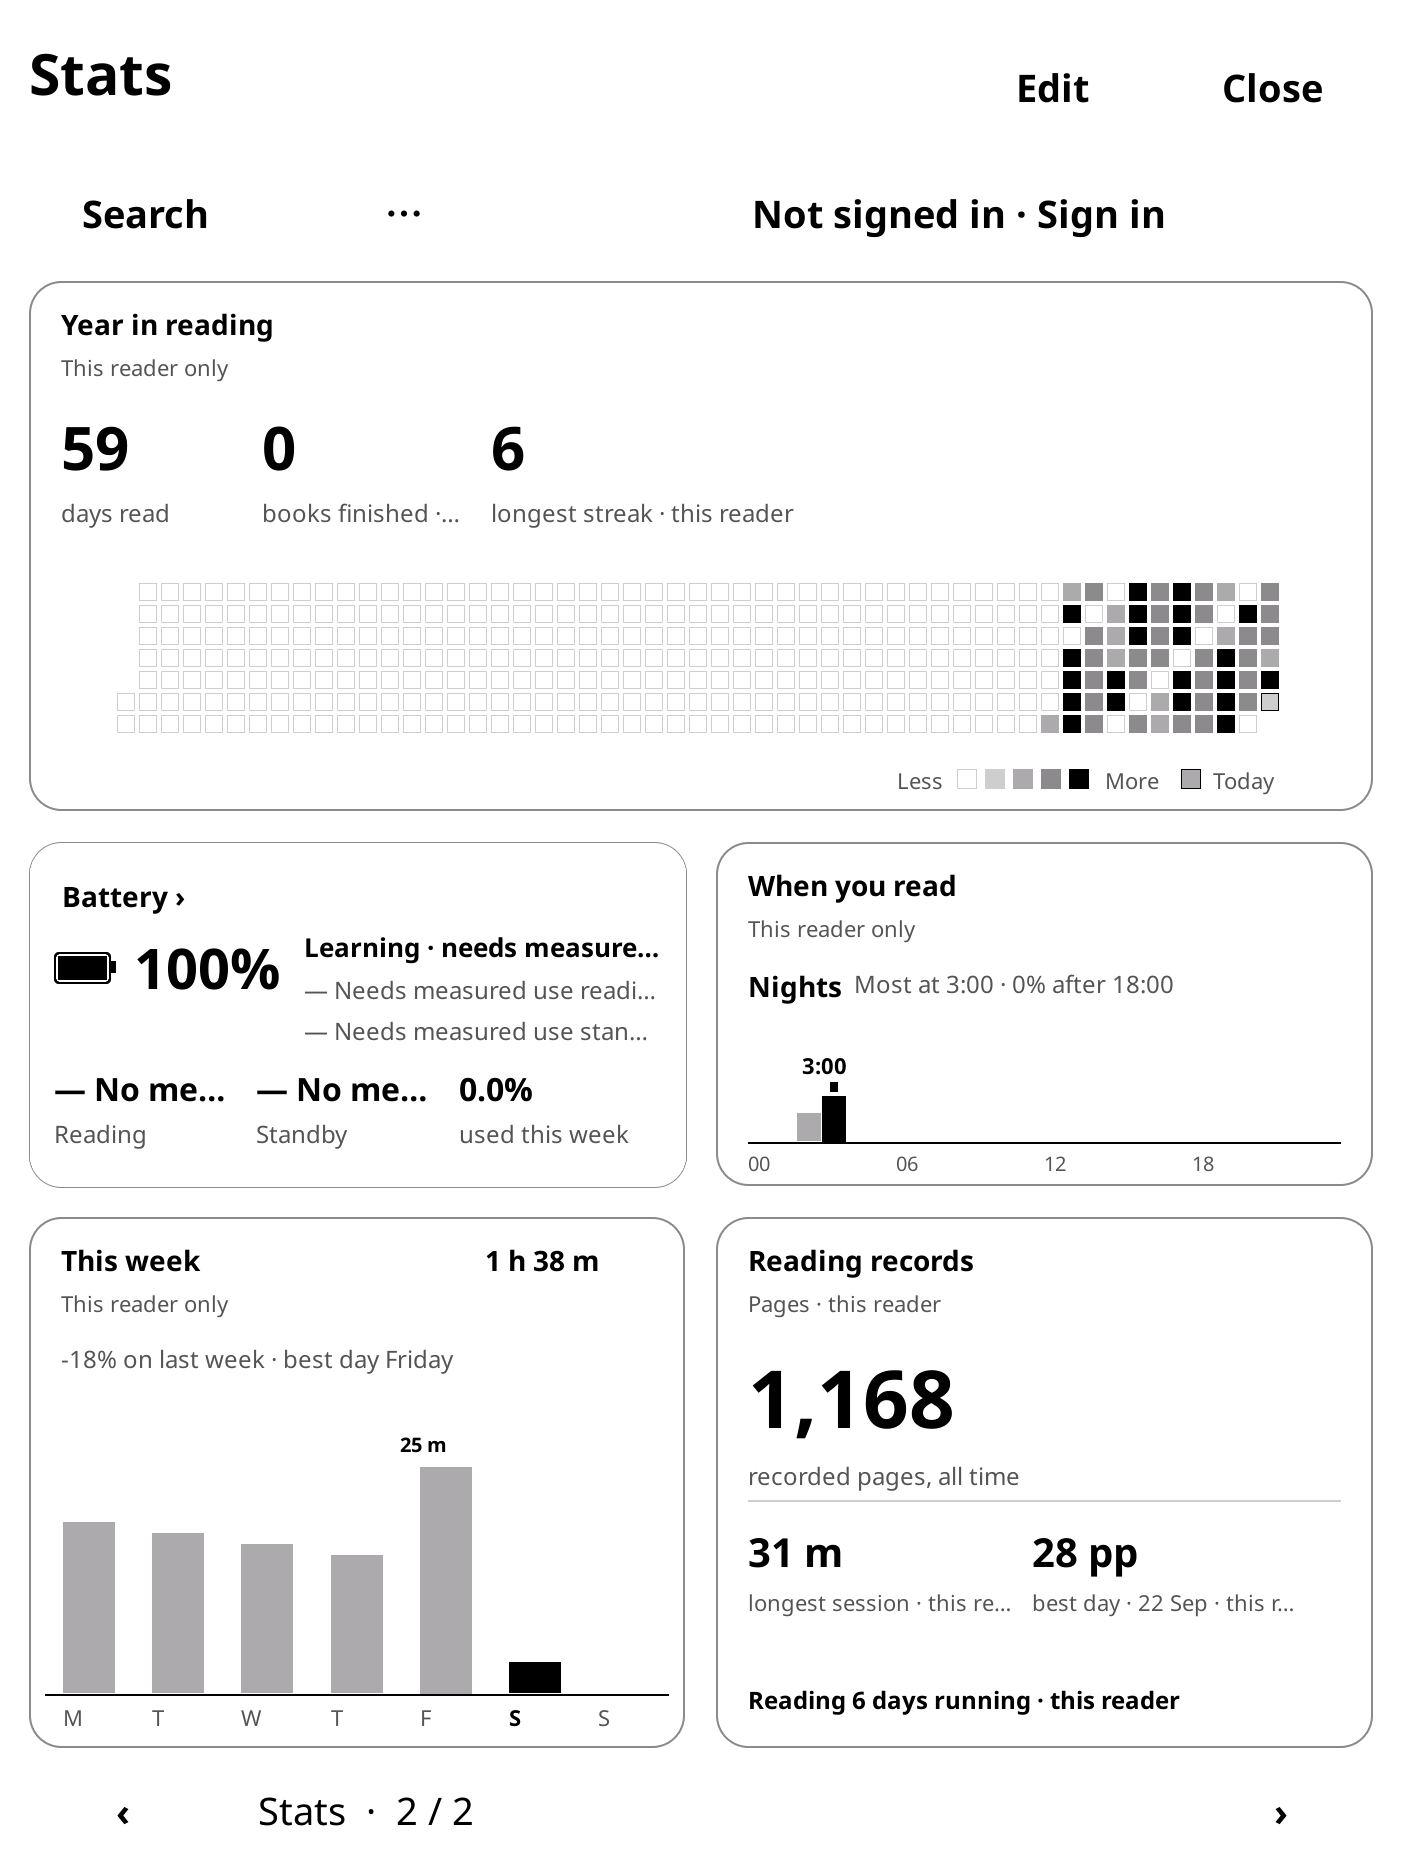 Stats
Edit
Close
Search
···
Not signed in · Sign in
Year in reading
This reader only
59
0
6
days read
books finished ·…
longest streak · this reader
Less
More
Today
Battery ›
100%
Learning · needs measure…
— Needs measured use readi…
— Needs measured use stan…
— No me…
— No me…
0.0%
Reading
Standby
used this week
When you read
This reader only
Nights Most at 3:00 · 0% after 18:00
3:00
00 06 12 18
This week
1 h 38 m
This reader only
-18% on last week · best day Friday
25 m
M T W T F S S
Reading records
Pages · this reader
1,168
recorded pages, all time
31 m
28 pp
longest session · this re…
best day · 22 Sep · this r…
Reading 6 days running · this reader
‹
Stats · 2 / 2
›